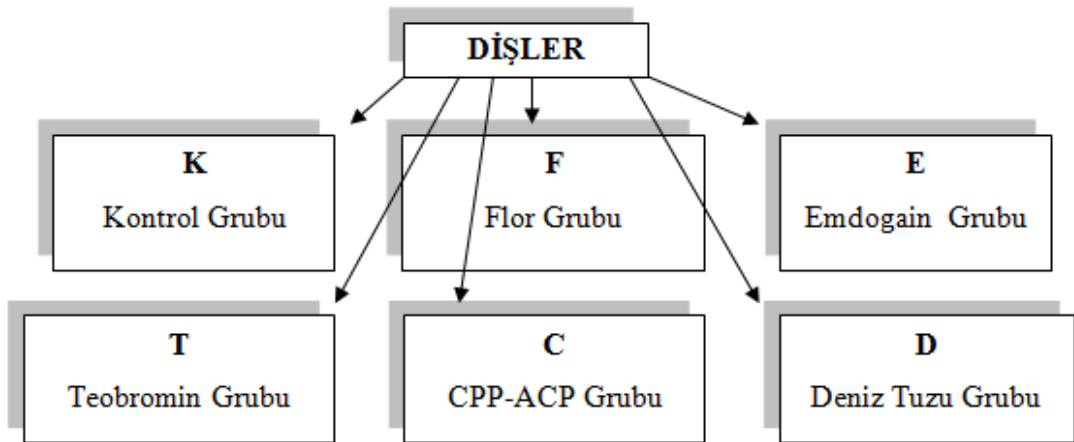 DİŞLER
K
Kontrol Grubu
F
Flor Grubu
E
Emdogain Grubu
T
Teobromin Grubu
C
CPP-ACP Grubu
D
Deniz Tuzu Grubu